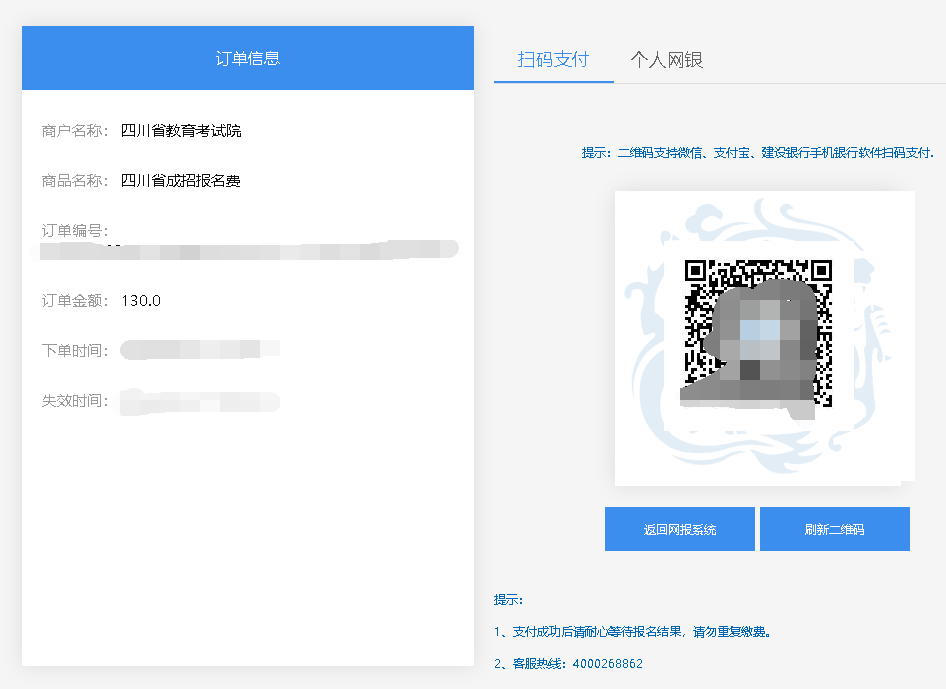 订单信息
商户名称： 四川省教育考试院
商品名称： 四川省成招报名费
订单编号：
订单金额： 130.0
下单时间：
失效时间：
扫码支付 个人网银
提示：二维码支持微信、支付宝、建设银行手机银行软件扫码支付.
返回网报系统 刷新二维码
提示：
1、支付成功后请耐心等待报名结果，请勿重复缴费。
2、客服热线：4000268862